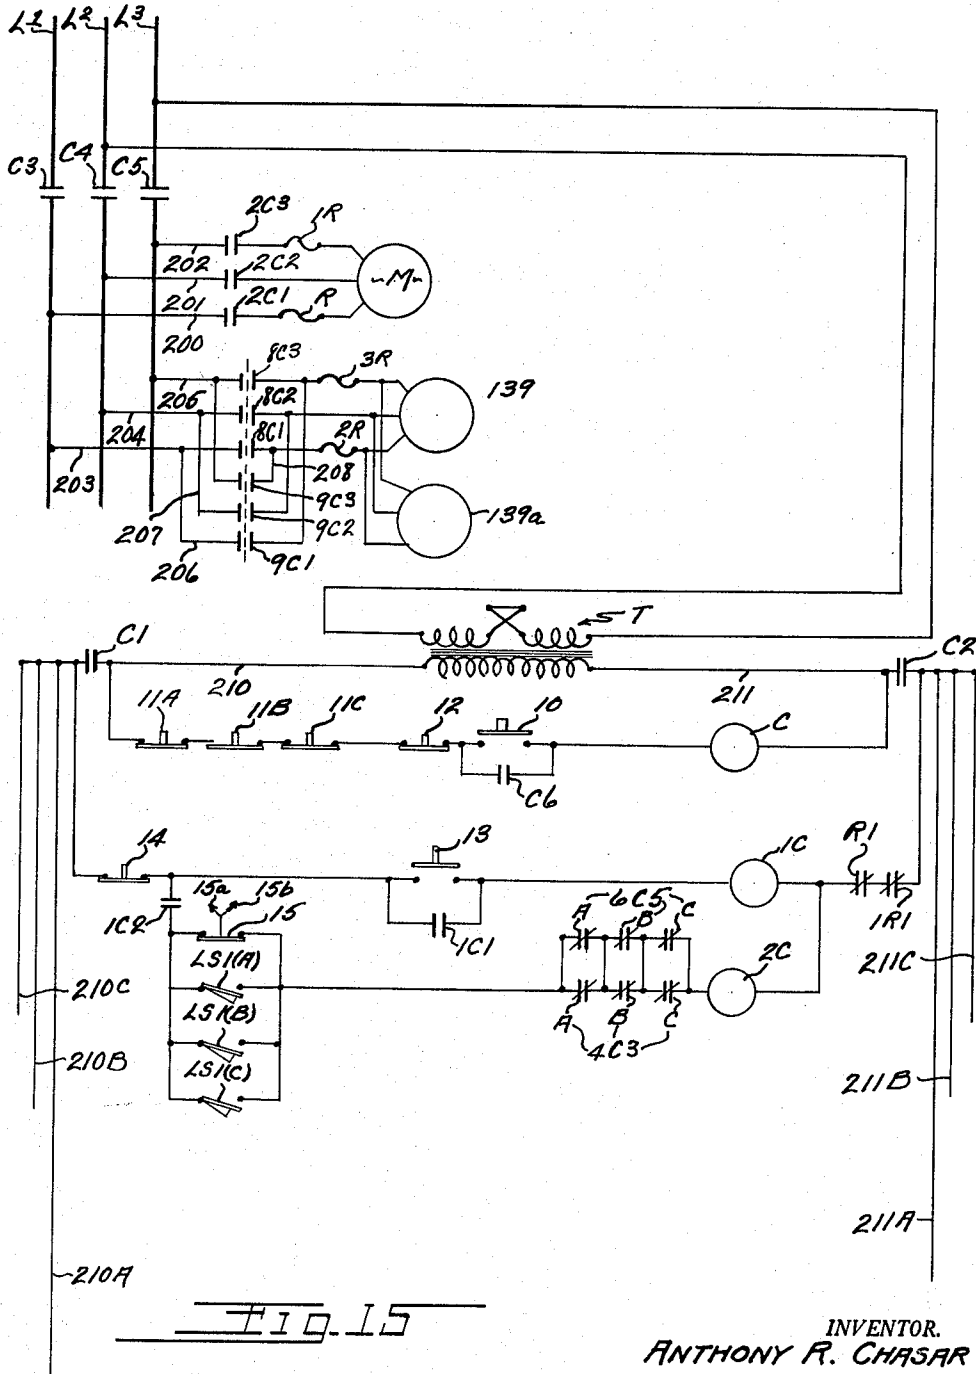 L1 L2 L3
C3 C4 C5
2C3 1R
202 2C2
-M-
201 2C1 R
200
8C3 3R 139
205 8C2
204 8C1 2R
203 208
9C3
207 9C2 139a
206 9C1
T
C1 C2
210 211
11A 11B 11C 12 10 C
C6
14 13 1C R1
15a 15b
1C2 15 1C1 1R1
A 6C5 C
B
LS1(A) 2C 211C
210C LS1(B)
A B C
4C3
210B LS1(C) 211B
211A
210A
Fig. 15
INVENTOR.
ANTHONY R. CHASAR